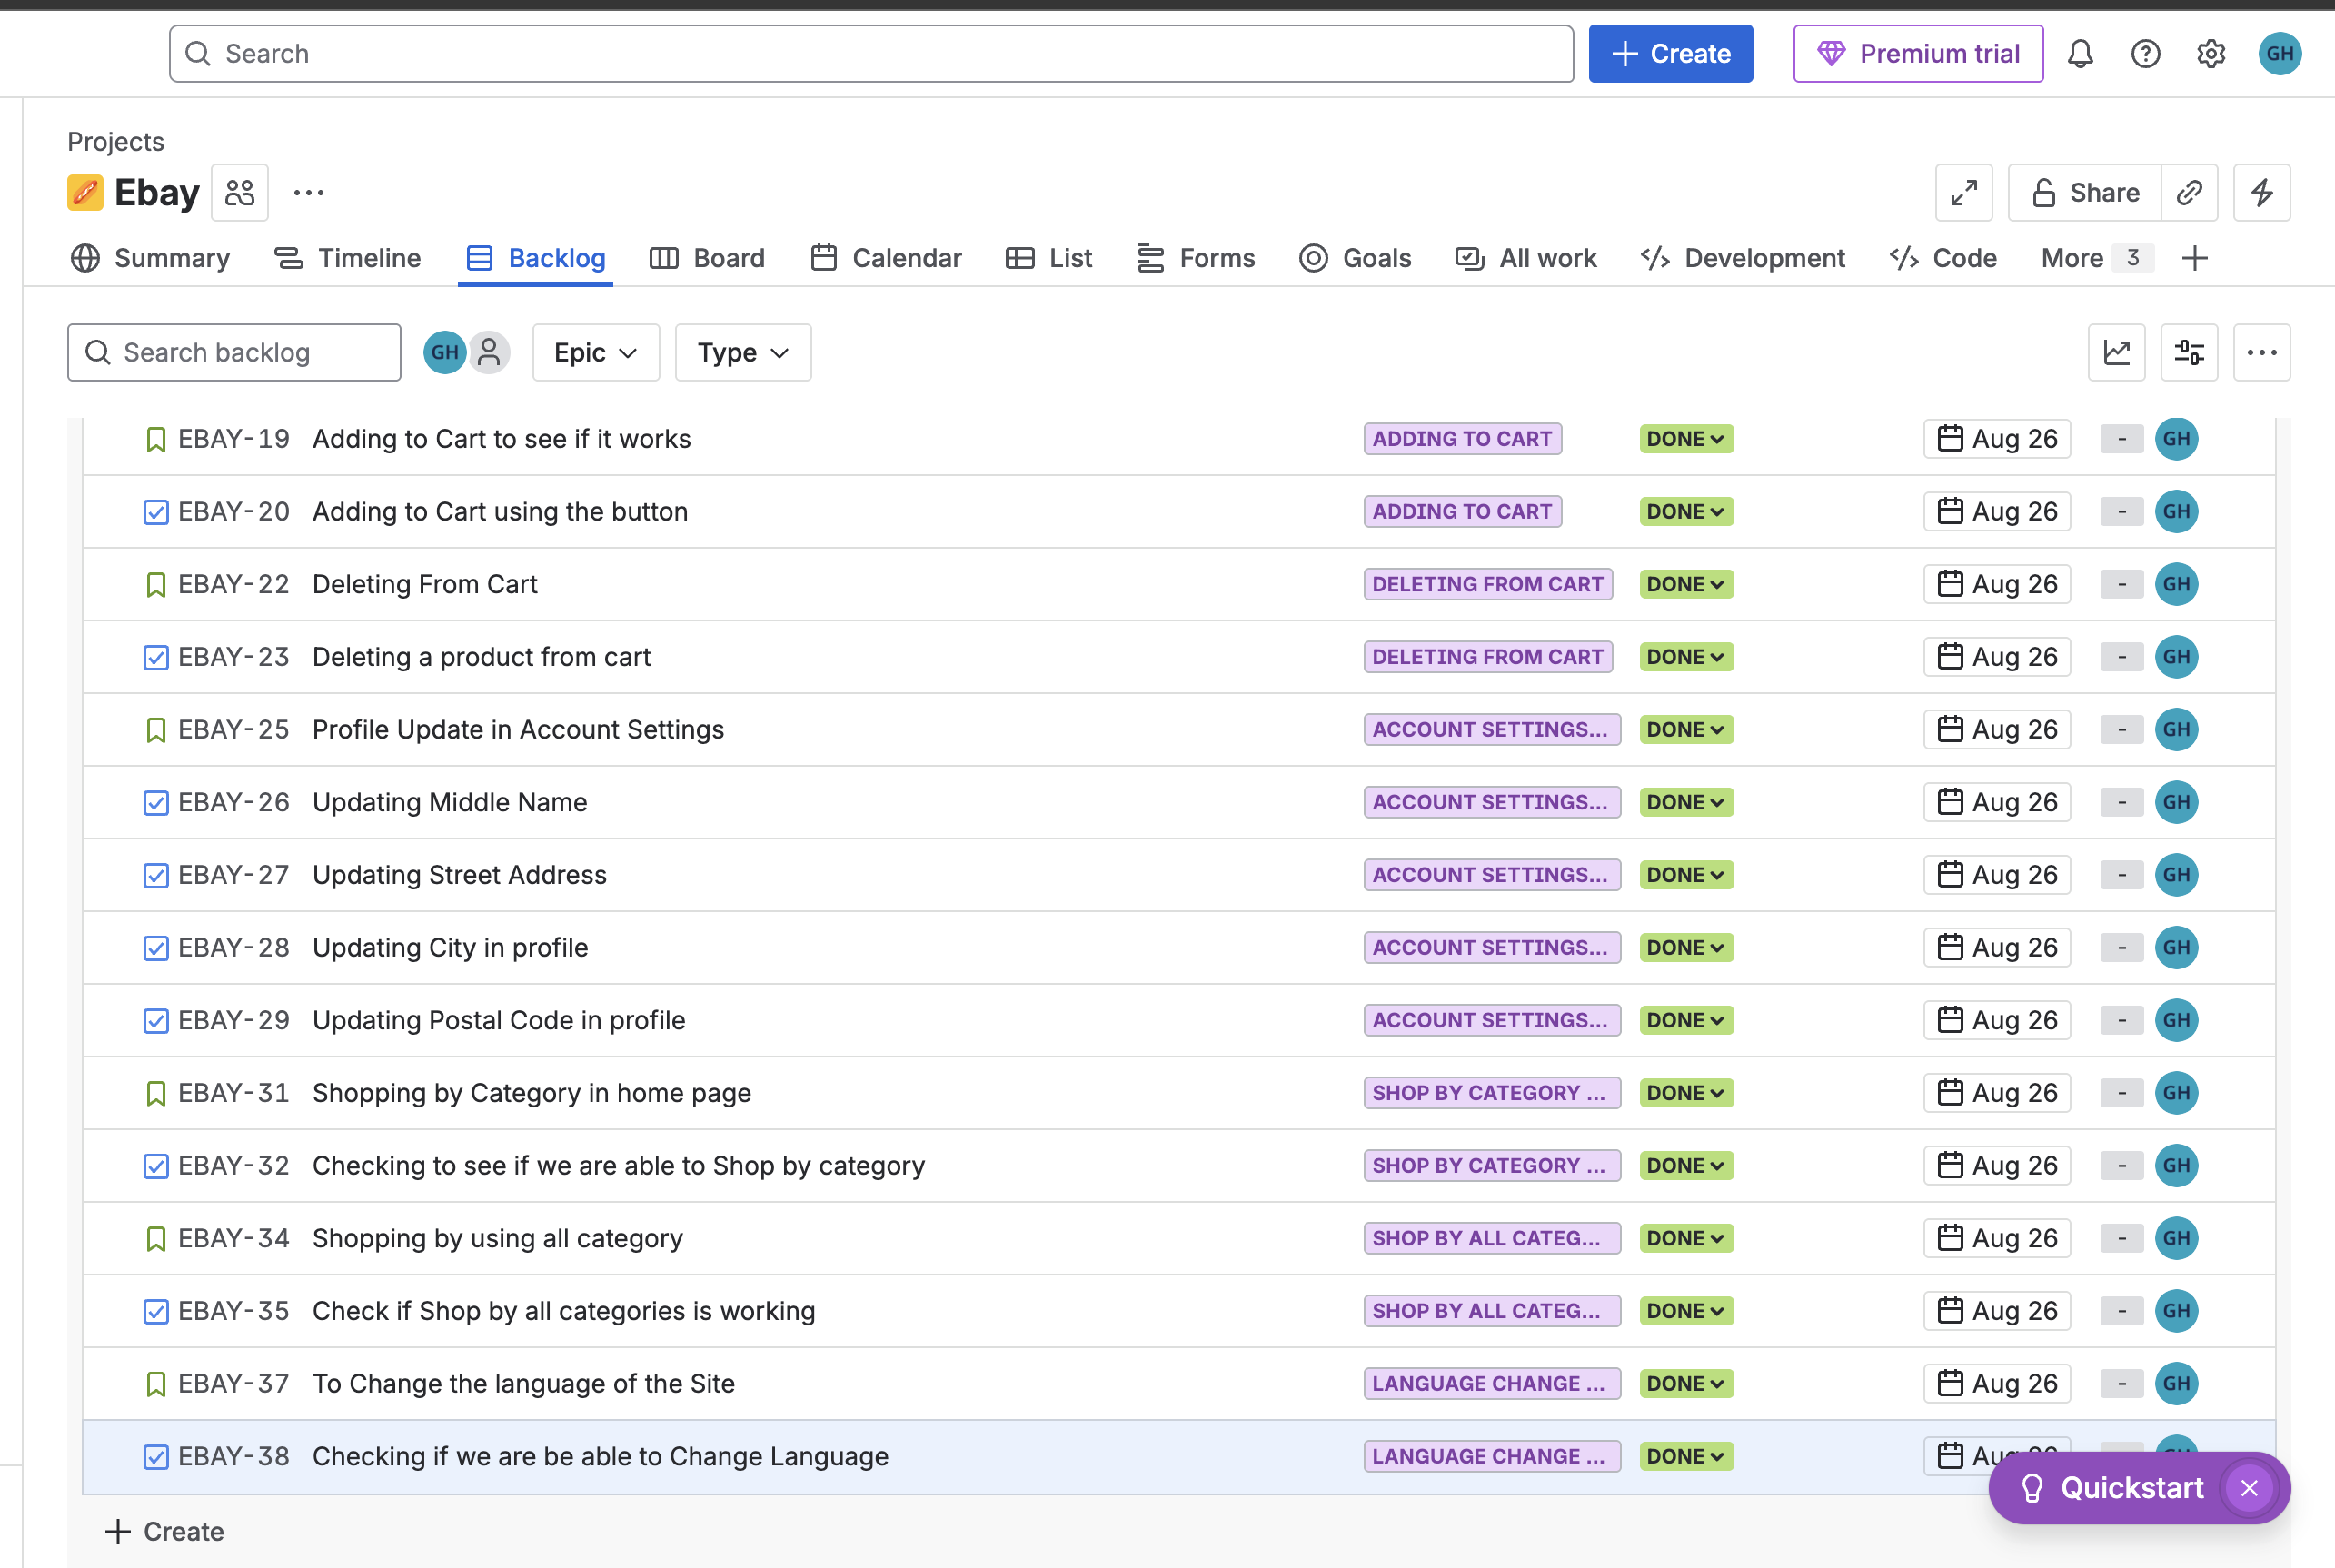 Search
Create
Premium trial
GH
Projects
Ebay
Share
Summary Timeline Backlog Board Calendar List Forms Goals All work Development Code More 3
Search backlog GH Epic Type
EBAY-19 Adding to Cart to see if it works ADDING TO CART DONE Aug 26 - GH
EBAY-20 Adding to Cart using the button ADDING TO CART DONE Aug 26 - GH
EBAY-22 Deleting From Cart DELETING FROM CART DONE Aug 26 - GH
EBAY-23 Deleting a product from cart DELETING FROM CART DONE Aug 26 - GH
EBAY-25 Profile Update in Account Settings ACCOUNT SETTINGS... DONE Aug 26 - GH
EBAY-26 Updating Middle Name ACCOUNT SETTINGS... DONE Aug 26 - GH
EBAY-27 Updating Street Address ACCOUNT SETTINGS... DONE Aug 26 - GH
EBAY-28 Updating City in profile ACCOUNT SETTINGS... DONE Aug 26 - GH
EBAY-29 Updating Postal Code in profile ACCOUNT SETTINGS... DONE Aug 26 - GH
EBAY-31 Shopping by Category in home page SHOP BY CATEGORY ... DONE Aug 26 - GH
EBAY-32 Checking to see if we are able to Shop by category SHOP BY CATEGORY ... DONE Aug 26 - GH
EBAY-34 Shopping by using all category SHOP BY ALL CATEG... DONE Aug 26 - GH
EBAY-35 Check if Shop by all categories is working SHOP BY ALL CATEG... DONE Aug 26 - GH
EBAY-37 To Change the language of the Site LANGUAGE CHANGE ... DONE Aug 26 - GH
EBAY-38 Checking if we are be able to Change Language LANGUAGE CHANGE ... DONE
Quickstart
Create